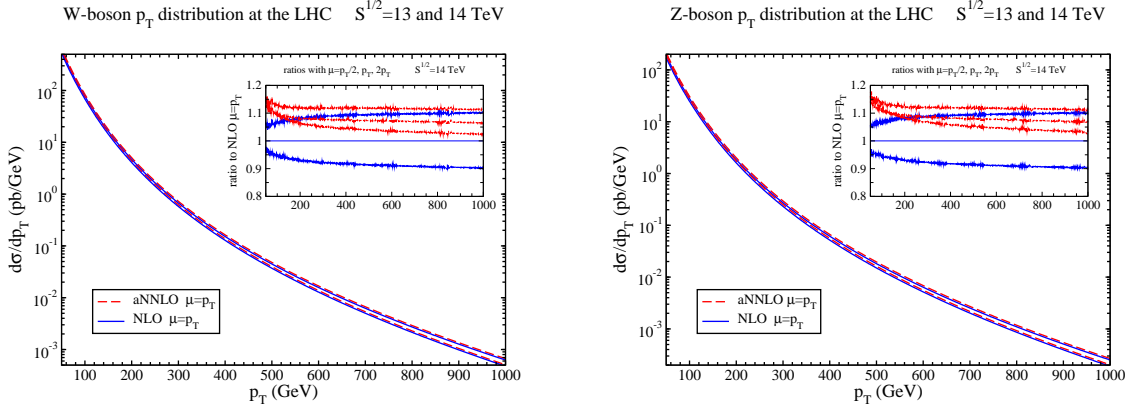 W-boson p_T distribution at the LHC S^1/2=13 and 14 TeV
ratios with μ=p_T/2, p_T, 2p_T S^1/2=14 TeV
ratio to NLO μ=p_T
1.2
1.1
1
0.9
0.8
200 400 600 800 1000
dσ/dp_T (pb/GeV)
10^2
10^1
10^0
10^-1
10^-2
10^-3
aNNLO μ=p_T
NLO μ=p_T
100 200 300 400 500 600 700 800 900 1000
p_T (GeV)
Z-boson p_T distribution at the LHC S^1/2=13 and 14 TeV
ratios with μ=p_T/2, p_T, 2p_T S^1/2=14 TeV
ratio to NLO μ=p_T
1.2
1.1
1
0.9
0.8
200 400 600 800 1000
dσ/dp_T (pb/GeV)
10^2
10^1
10^0
10^-1
10^-2
10^-3
aNNLO μ=p_T
NLO μ=p_T
100 200 300 400 500 600 700 800 900 1000
p_T (GeV)